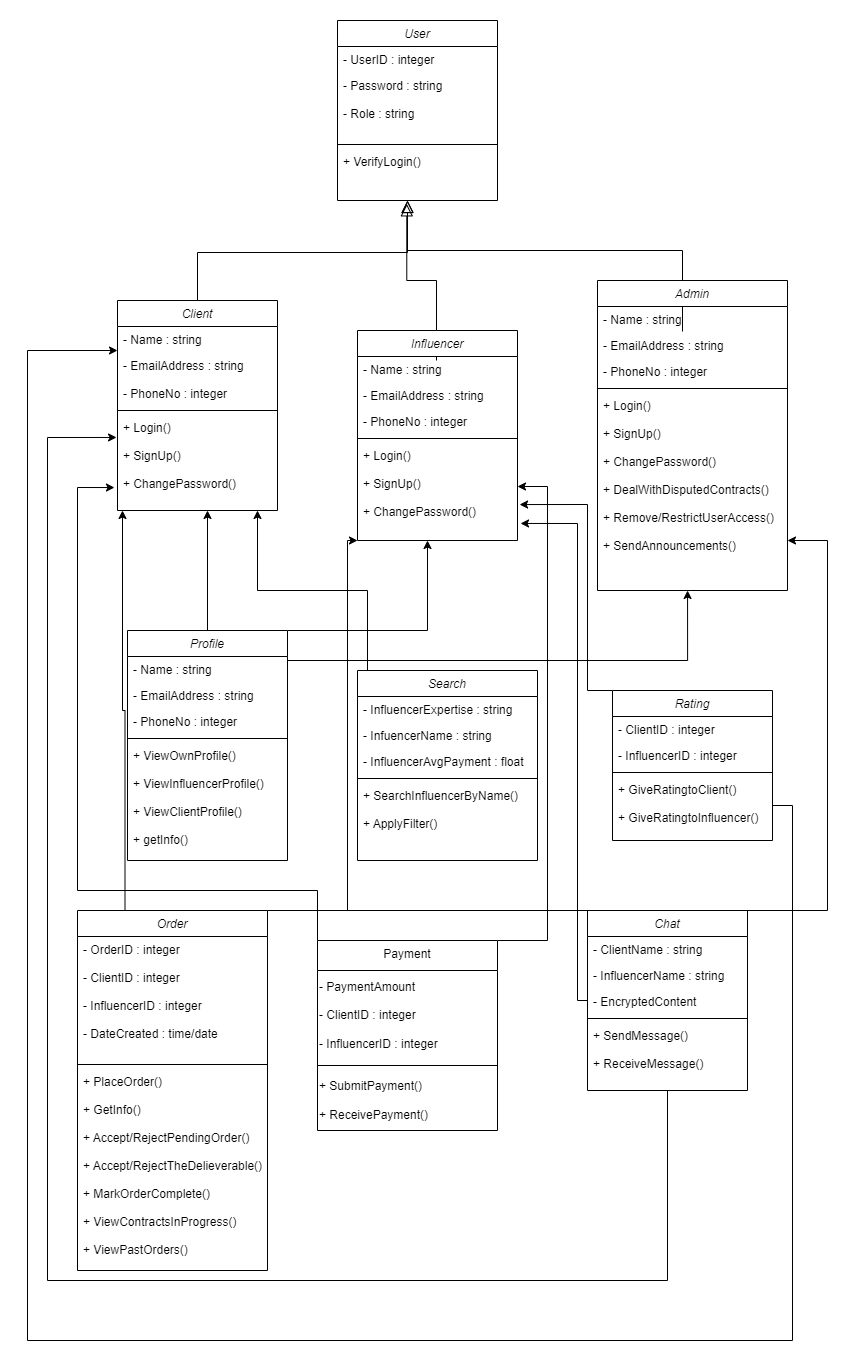 User
- UserID : integer
- Password : string
- Role : string
+ VerifyLogin()
Client
- Name : string
- EmailAddress : string
- PhoneNo : integer
+ Login()
+ SignUp()
+ ChangePassword()
Influencer
- Name : string
- EmailAddress : string
- PhoneNo : integer
+ Login()
+ SignUp()
+ ChangePassword()
Admin
- Name : string
- EmailAddress : string
- PhoneNo : integer
+ Login()
+ SignUp()
+ ChangePassword()
+ DealWithDisputedContracts()
+ Remove/RestrictUserAccess()
+ SendAnnouncements()
Profile
- Name : string
- EmailAddress : string
- PhoneNo : integer
+ ViewOwnProfile()
+ ViewInfluencerProfile()
+ ViewClientProfile()
+ getInfo()
Search
- InfluencerExpertise : string
- InfuencerName : string
- InfluencerAvgPayment : float
+ SearchInfluencerByName()
+ ApplyFilter()
Rating
- ClientID : integer
- InfluencerID : integer
+ GiveRatingtoClient()
+ GiveRatingtoInfluencer()
Order
- OrderID : integer
- ClientID : integer
- InfluencerID : integer
- DateCreated : time/date
+ PlaceOrder()
+ GetInfo()
+ Accept/RejectPendingOrder()
+ Accept/RejectTheDelieverable()
+ MarkOrderComplete()
+ ViewContractsInProgress()
+ ViewPastOrders()
Payment
- PaymentAmount
- ClientID : integer
- InfluencerID : integer
+ SubmitPayment()
+ ReceivePayment()
Chat
- ClientName : string
- InfluencerName : string
- EncryptedContent
+ SendMessage()
+ ReceiveMessage()